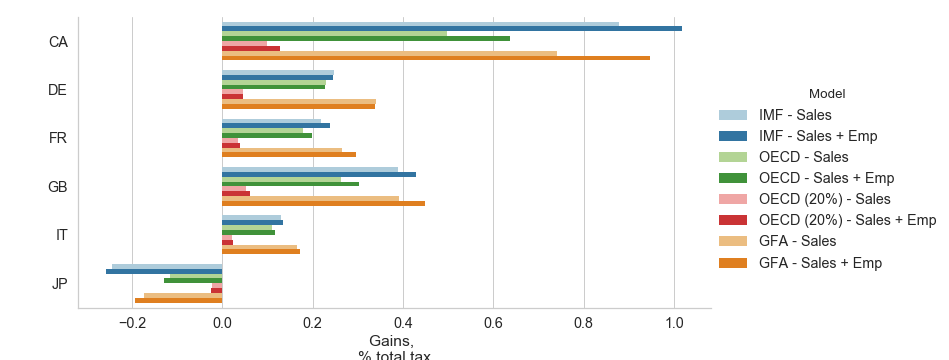 CA
DE
FR
GB
IT
JP
−0.2 0.0 0.2 0.4 0.6 0.8 1.0
Gains,
% total tax
Model
IMF - Sales
IMF - Sales + Emp
OECD - Sales
OECD - Sales + Emp
OECD (20%) - Sales
OECD (20%) - Sales + Emp
GFA - Sales
GFA - Sales + Emp